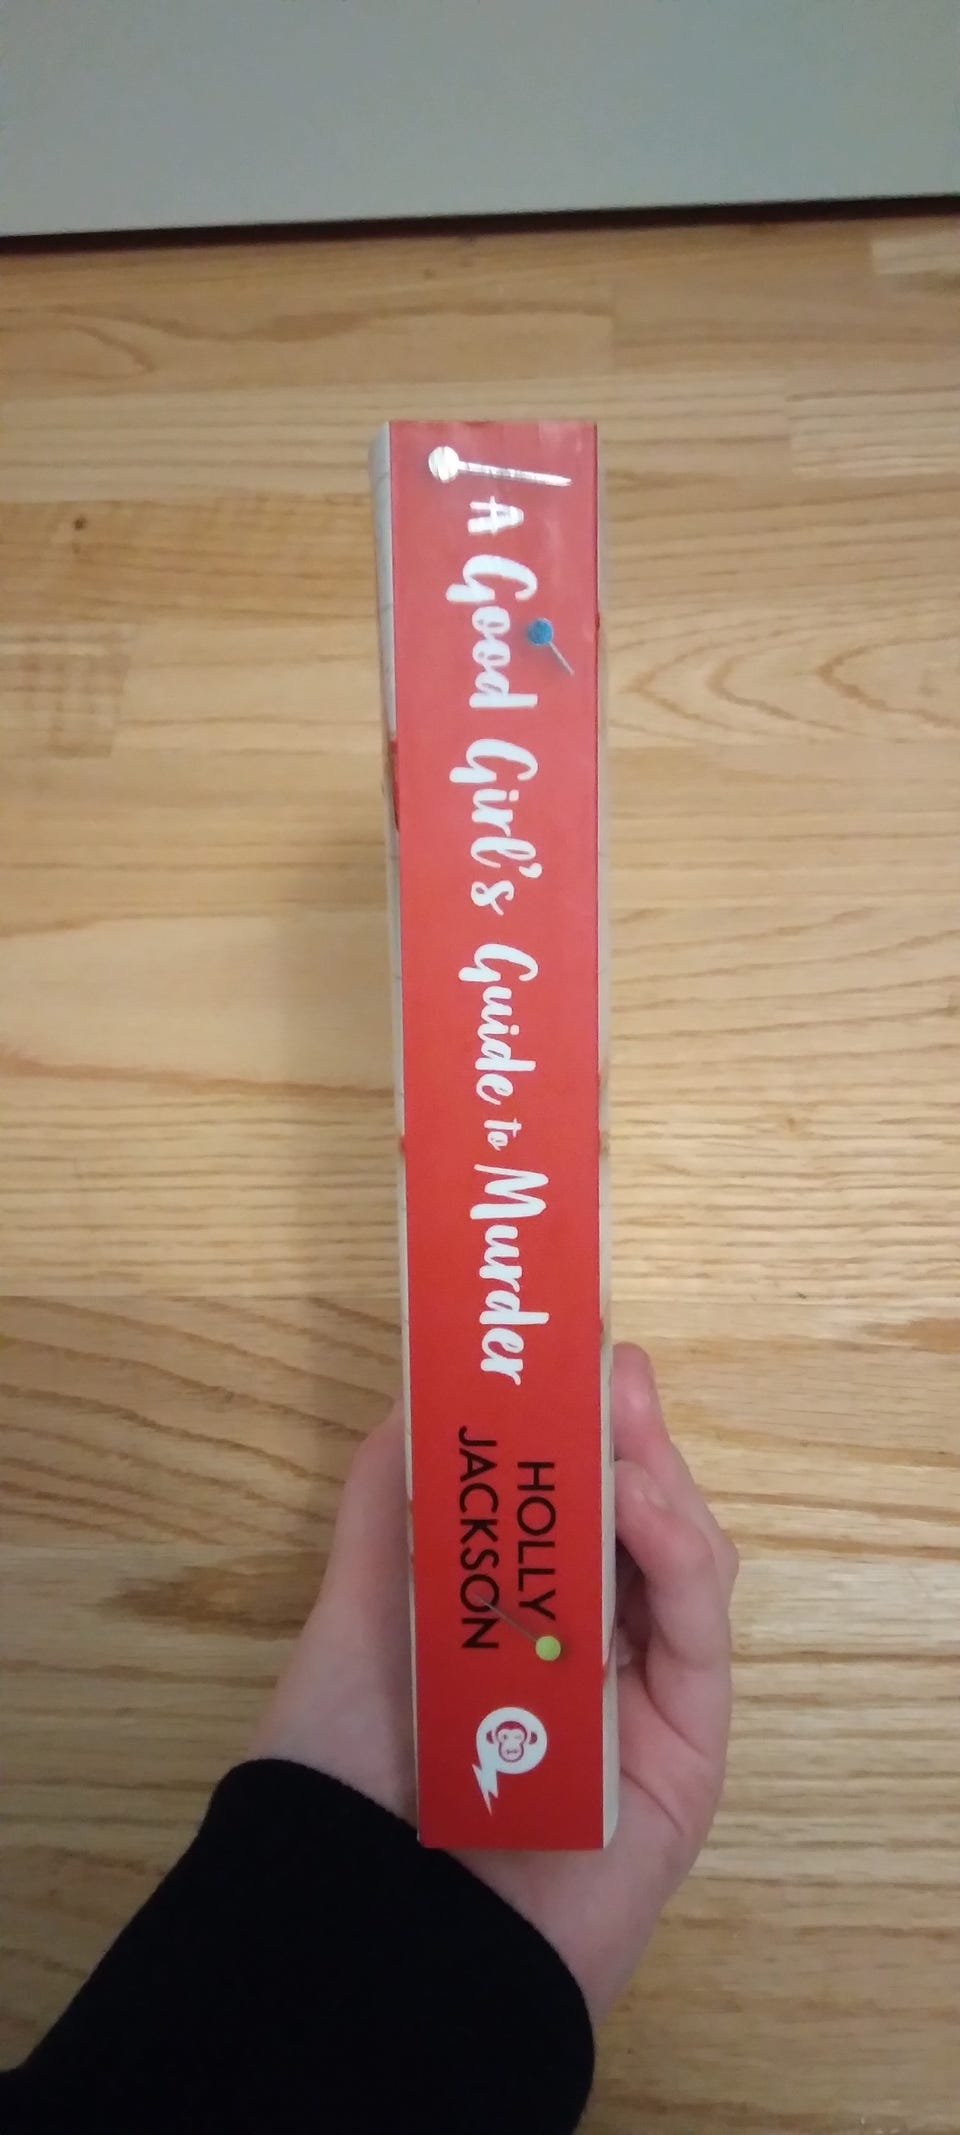 A Good Girl's Guide to Murder
HOLLY
JACKSON